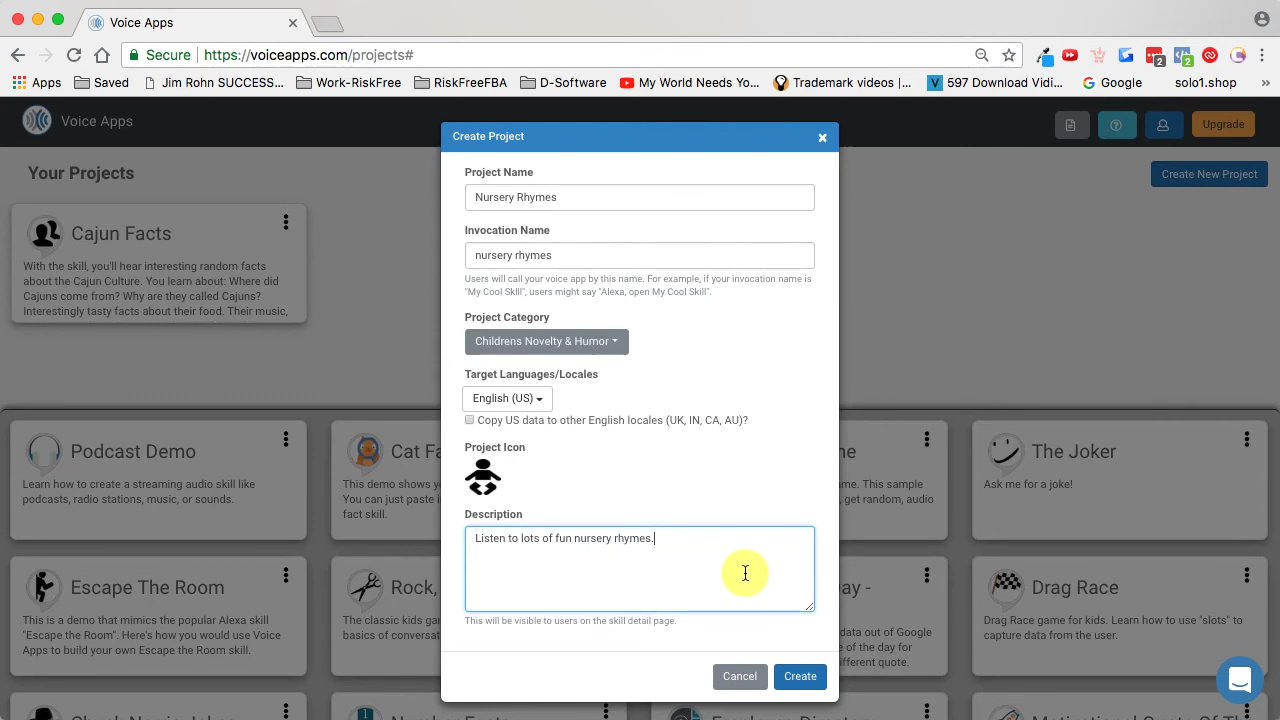 Voice Apps
Secure
https://voiceapps.com/projects#
2
2
Apps
Saved
Jim Rohn SUCCESS...
Work-RiskFree
RiskFreeFBA
D-Software
My World Needs Yo...
Trademark videos |...
597 Download Vidi...
Google
solo1.shop
»
Voice Apps
Upgrade
Your Projects
Create New Project
Cajun Facts
With the skill, you'll hear interesting random facts
about the Cajun culture. You learn about: Where did
Cajuns come from? Why are they called Cajuns?
Interestingly tasty facts about their food. Their music,
Create Project
Project Name
Nursery Rhymes
Invocation Name
nursery rhymes
Users will call your voice app by this name. For example, if your invocation name is
"My Cool Skill", users might say "Alexa, open My Cool Skill".
Project Category
Childrens Novelty & Humor
Target Languages/Locales
English (US)
Copy US data to other English locales (UK, IN, CA, AU)?
Project Icon
Description
Listen to lots of fun nursery rhymes.
This will be visible to users on the skill detail page.
Cancel
Create
Podcast Demo
Learn how to create a streaming audio skill like
podcasts, radio stations, music, or sounds.
Cat Fa
This demo shows y
You can just paste i
fact skill.
me
me. This sample
, get random, audio
The Joker
Ask me for a joke!
Escape The Room
This is a demo that mimics the popular Alexa skill
"Escape the Room". Here's how you would use Voice
Apps to build your own Escape the Room skill.
Rock,
The classic kids gam
basics of conversat
Day -
data out of Google
e of the day for
different quote.
Drag Race
Drag Race game for kids. Learn how to use "slots" to
capture data from the user.